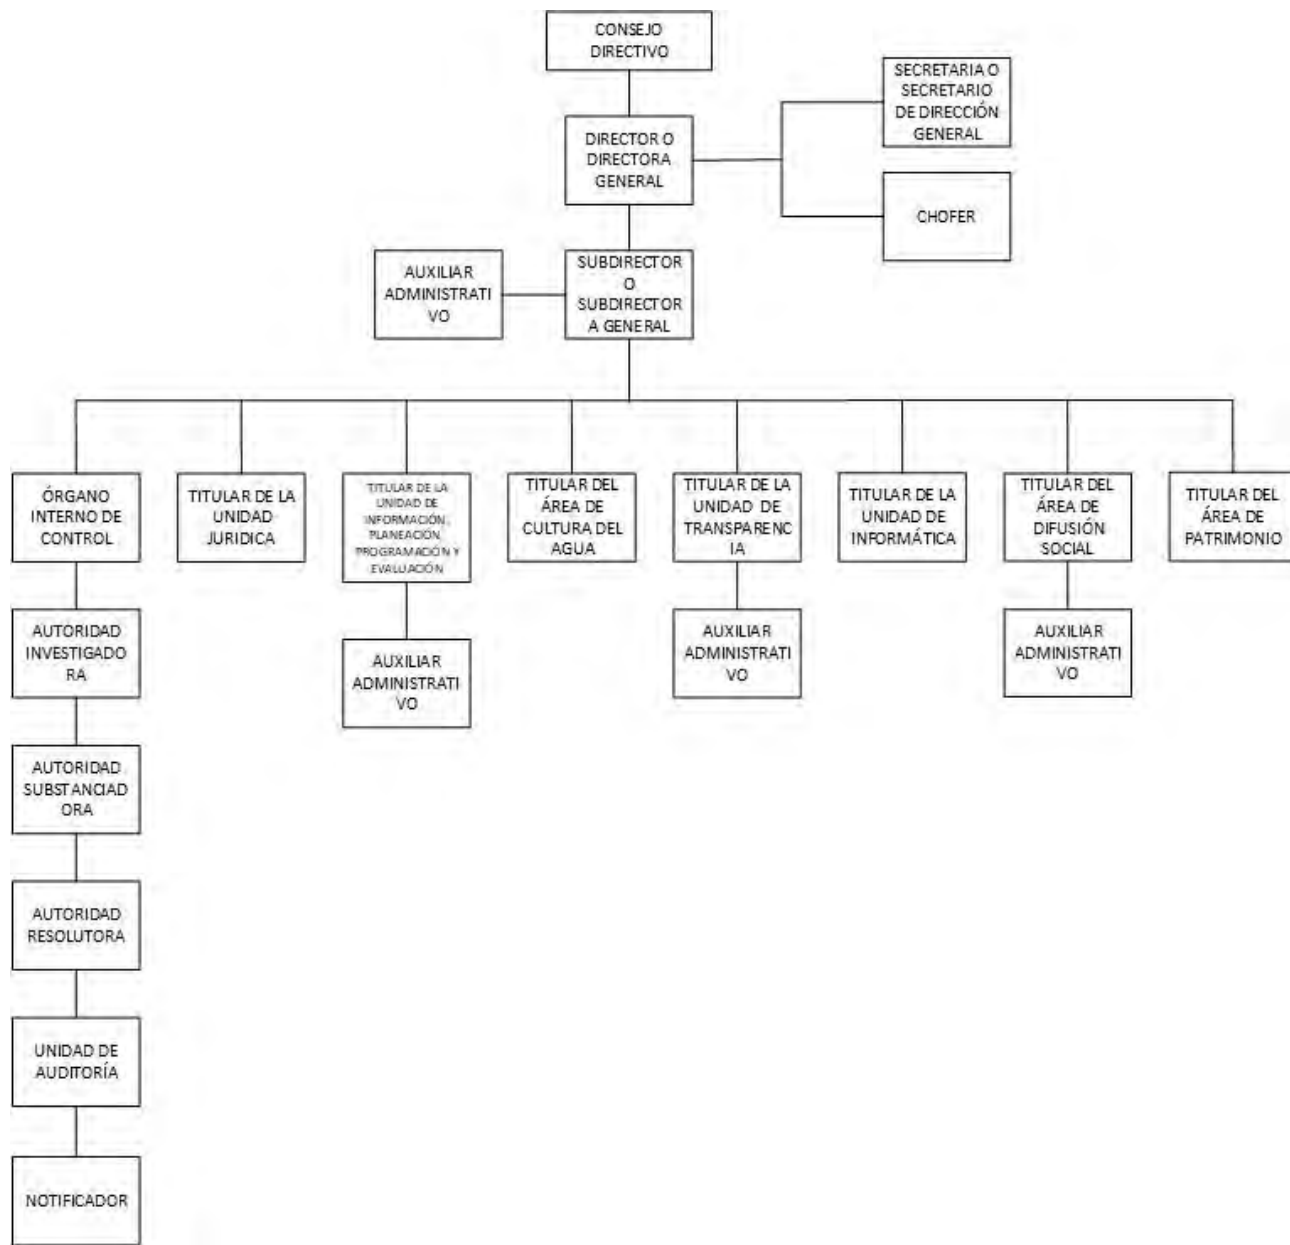 CONSEJO
DIRECTIVO
SECRETARIA O
SECRETARIO
DE DIRECCIÓN
GENERAL
DIRECTOR O
DIRECTORA
GENERAL
CHOFER
AUXILIAR
ADMINISTRATI
VO
SUBDIRECTOR
O
SUBDIRECTOR
A GENERAL
ÓRGANO
INTERNO DE
CONTROL
TITULAR DE LA
UNIDAD
JURIDICA
TITULAR DE LA
UNIDAD DE
INFORMACIÓN,
PLANEACIÓN,
PROGRAMACIÓN Y
EVALUACIÓN
TITULAR DEL
ÁREA DE
CULTURA DEL
AGUA
TITULAR DE LA
UNIDAD DE
TRANSPARENC
IA
TITULAR DE LA
UNIDAD DE
INFORMÁTICA
TITULAR DEL
ÁREA DE
DIFUSIÓN
SOCIAL
TITULAR DEL
ÁREA DE
PATRIMONIO
AUTORIDAD
INVESTIGADO
RA
AUXILIAR
ADMINISTRATI
VO
AUXILIAR
ADMINISTRATI
VO
AUXILIAR
ADMINISTRATI
VO
AUTORIDAD
SUBSTANCIAD
ORA
AUTORIDAD
RESOLUTORA
UNIDAD DE
AUDITORÍA
NOTIFICADOR